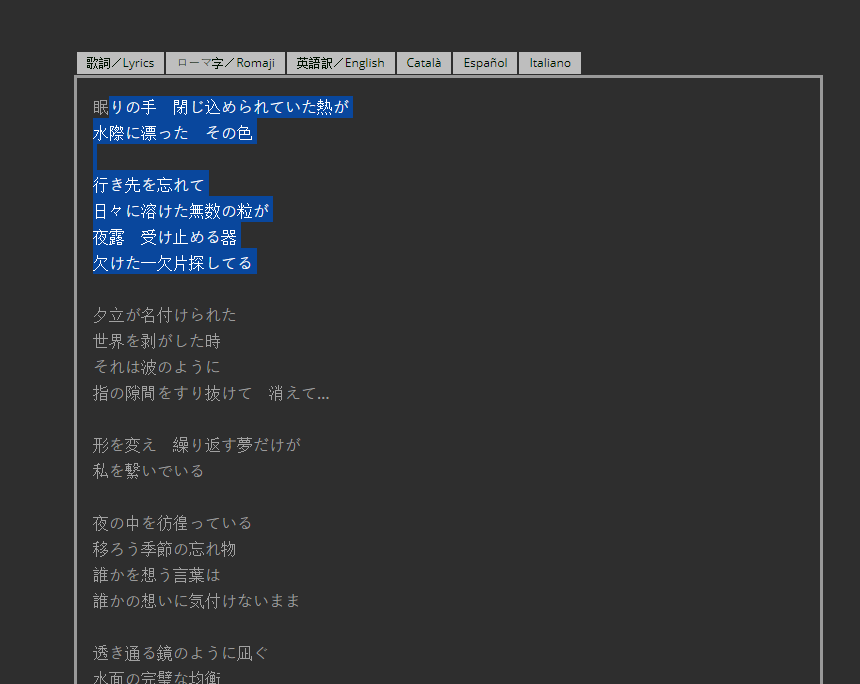 歌詞／Lyrics ローマ字／Romaji 英語訳／English Català Español Italiano
眠りの手　閉じ込められていた熱が
水際に漂った　その色
行き先を忘れて
日々に溶けた無数の粒が
夜露　受け止める器
欠けた一欠片探してる
夕立が名付けられた
世界を剥がした時
それは波のように
指の隙間をすり抜けて　消えて…
形を変え　繰り返す夢だけが
私を繋いでいる
夜の中を彷徨っている
移ろう季節の忘れ物
誰かを想う言葉は
誰かの想いに気付けないまま
透き通る鏡のように凪ぐ
水面の完璧な均衡